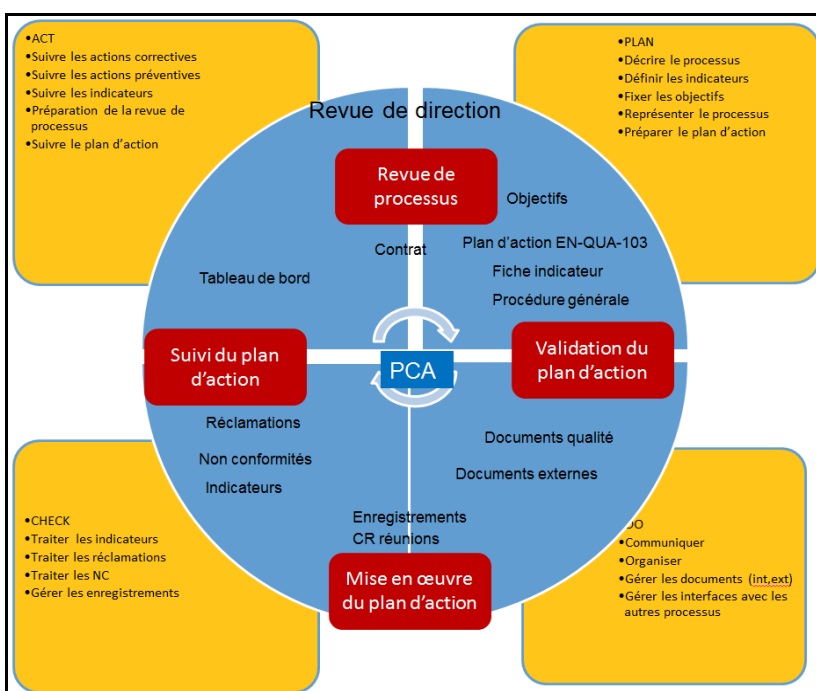 •ACT
•Suivre les actions correctives
•Suivre les actions préventives
•Suivre les indicateurs
•Préparation de la revue de
processus
•Suivre le plan d'action
•PLAN
•Décrire le processus
•Définir les indicateurs
•Fixer les objectifs
•Représenter le processus
•Préparer le plan d'action
Revue de direction
Revue de
processus
Objectifs
Contrat
Plan d'action EN-QUA-103
Tableau de bord
Fiche indicateur
Procédure générale
Suivi du plan
d'action
PCA
Validation du
plan d'action
Réclamations
Non conformités
Indicateurs
Documents qualité
Documents externes
Enregistrements
CR réunions
Mise en œuvre
du plan d'action
•CHECK
•Traiter les indicateurs
•Traiter les réclamations
•Traiter les NC
•Gérer les enregistrements
DO
•Communiquer
•Organiser
•Gérer les documents (int,ext)
•Gérer les interfaces avec les
autres processus